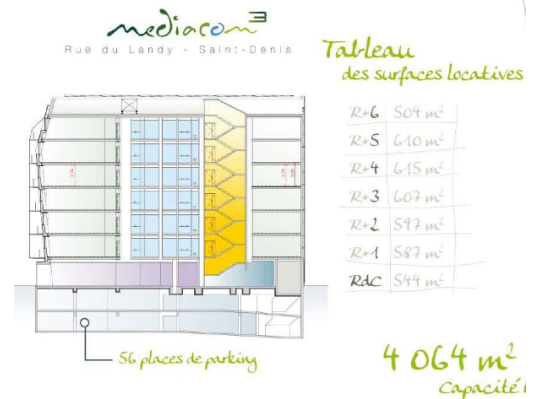 mediacom3
Rue du Landy - Saint-Denis
Tableau
des surfaces locatives
R+6 504 m²
R+5 610 m²
R+4 615 m²
R+3 607 m²
R+2 597 m²
R+1 587 m²
RdC 544 m²
56 places de parking
4 064 m²
Capacité